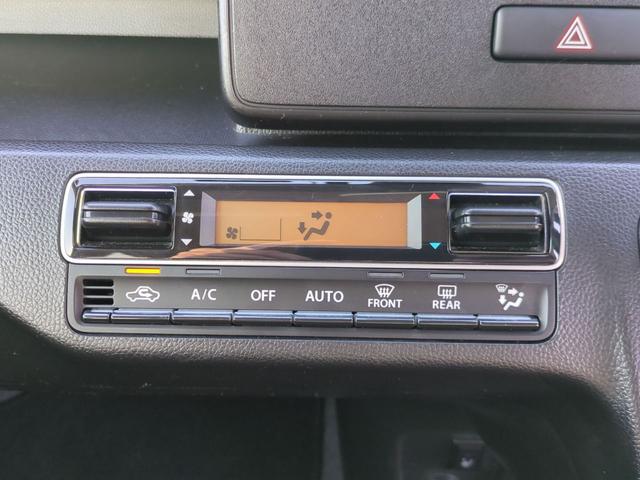 A/C OFF AUTO FRONT REAR